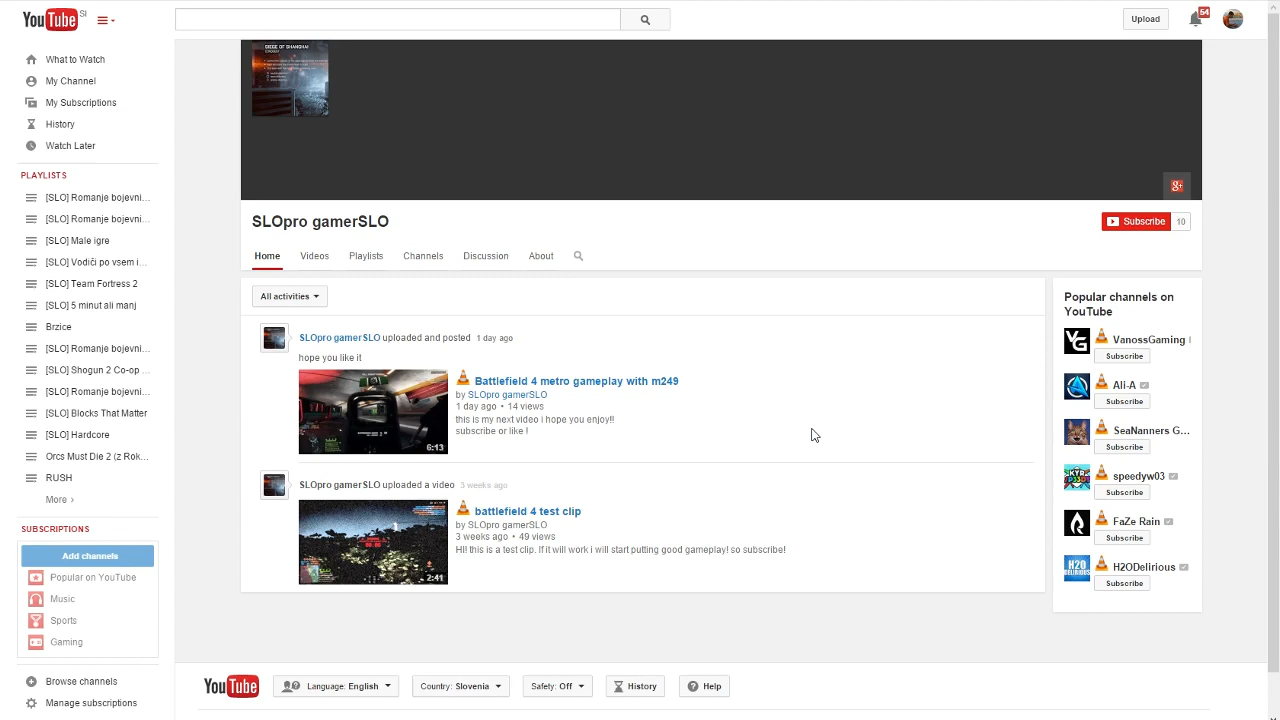 YouTube SI
Upload
54
What to Watch
My Channel
My Subscriptions
History
Watch Later
PLAYLISTS
[SLO] Romanje bojevni...
[SLO] Romanje bojevni...
[SLO] Male igre
[SLO] Vodiči po vsem i...
[SLO] Team Fortress 2
[SLO] 5 minut ali manj
Brzice
[SLO] Romanje bojevni...
[SLO] Shogun 2 Co-op ...
[SLO] Romanje bojevni...
[SLO] Blocks That Matter
[SLO] Hardcore
Orcs Must Die 2 (z Rok...
RUSH
More ›
SUBSCRIPTIONS
Add channels
Popular on YouTube
Music
Sports
Gaming
Browse channels
Manage subscriptions
SIEGE OF SHANGHAI
g+
SLOpro gamerSLO
Subscribe 10
Home Videos Playlists Channels Discussion About
All activities
SLOpro gamerSLO uploaded and posted 1 day ago
hope you like it
Battlefield 4 metro gameplay with m249
by SLOpro gamerSLO
1 day ago • 14 views
this is my next video i hope you enjoy!!
subscribe or like !
6:13
SLOpro gamerSLO uploaded a video 3 weeks ago
battlefield 4 test clip
by SLOpro gamerSLO
3 weeks ago • 49 views
HI! this is a test clip. If it will work i will start putting good gameplay! so subscribe!
2:41
Popular channels on
YouTube
VG
VanossGaming
Subscribe
Ali-A
Subscribe
SeaNanners G...
Subscribe
speedyw03
Subscribe
FaZe Rain
Subscribe
H2O
DELIRIOUS
H2ODelirious
Subscribe
YouTube
Language: English
Country: Slovenia
Safety: Off
History
Help